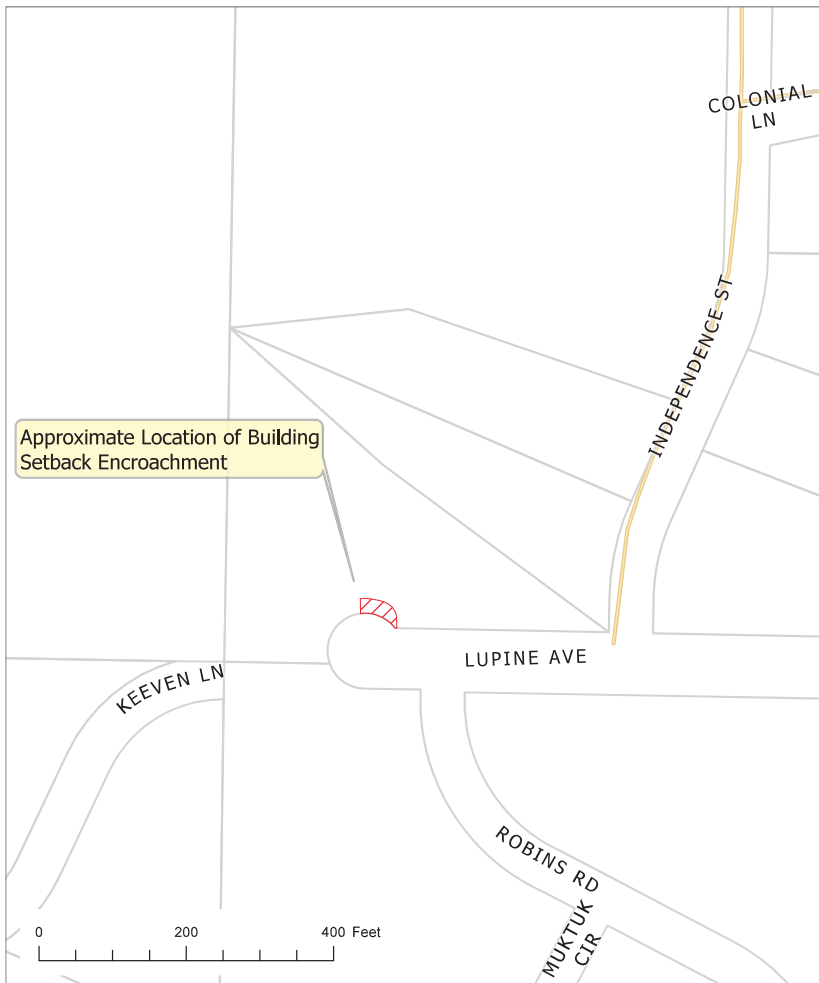 COLONIAL
LN
INDEPENDENCE ST
Approximate Location of Building
Setback Encroachment
LUPINE AVE
KEEVEN LN
ROBINS RD
MUKTUK
CIR
0 200 400 Feet